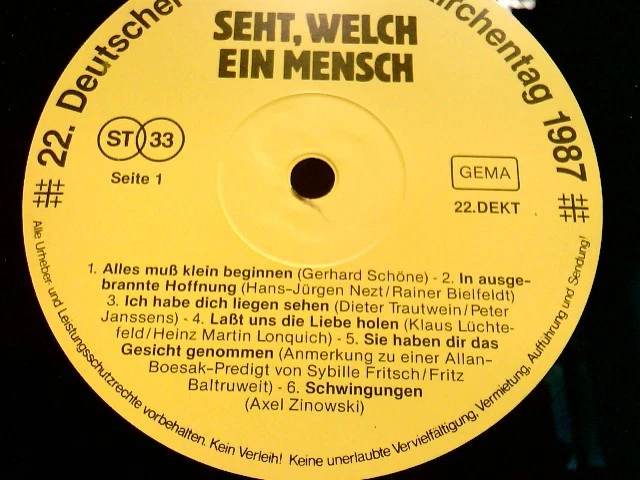 ## 22. Deutscher
irchentag 1987 ##
SEHT, WELCH
EIN MENSCH
ST 33
Seite 1
GEMA
22.DEKT
1. Alles muß klein beginnen (Gerhard Schöne) - 2. In ausge-
brannte Hoffnung (Hans-Jürgen Nezt/Rainer Bielfeldt)
3. Ich habe dich liegen sehen (Dieter Trautwein/Peter
Janssens) - 4. Laßt uns die Liebe holen (Klaus Lüchte-
feld/Heinz Martin Lonquich) - 5. Sie haben dir das
Gesicht genommen (Anmerkung zu einer Allan-
Boesak-Predigt von Sybille Fritsch/Fritz
Baltruweit) - 6. Schwingungen
(Axel Zinowski)
Alle Urheber- und Leistungsschutzrechte vorbehalten. Kein Verleih! Keine unerlaubte Vervielfältigung, Vermietung, Aufführung und Sendung!